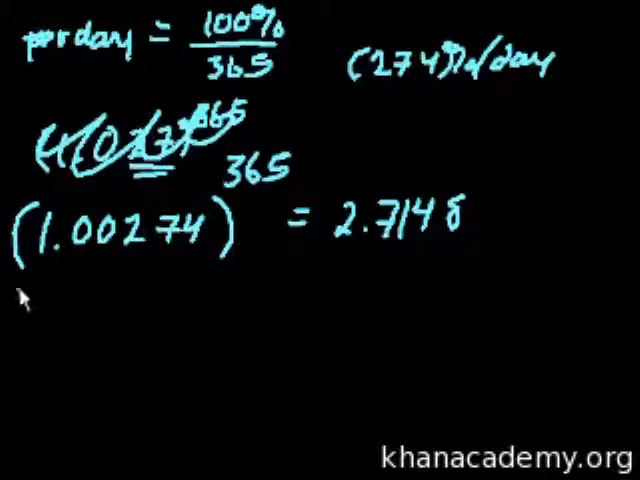 per day = 100% / 365
(.274)%/day
365
(1.00274) = 2.7148
khanacademy.org